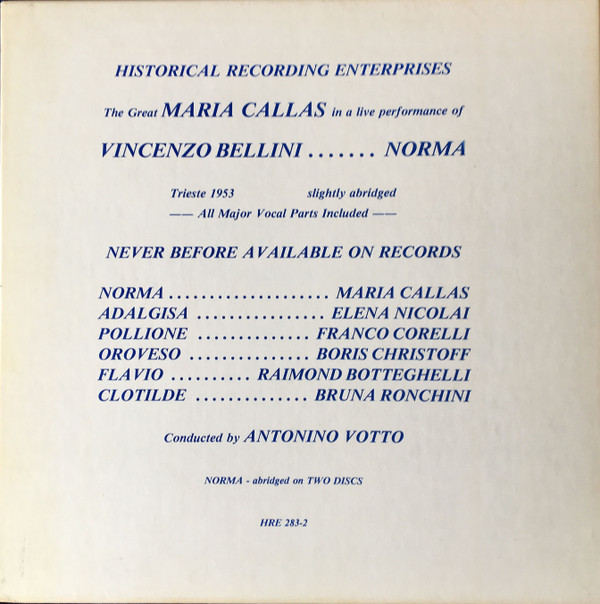 HISTORICAL RECORDING ENTERPRISES
The Great MARIA CALLAS in a live performance of
VINCENZO BELLINI ....... NORMA
Trieste 1953 slightly abridged
—— All Major Vocal Parts Included ——
NEVER BEFORE AVAILABLE ON RECORDS
NORMA ..................... MARIA CALLAS
ADALGISA ................ ELENA NICOLAI
POLLIONE .............. FRANCO CORELLI
OROVESO ............... BORIS CHRISTOFF
FLAVIO .......... RAIMOND BOTTEGHELLI
CLOTILDE .............. BRUNA RONCHINI
Conducted by ANTONINO VOTTO
NORMA - abridged on TWO DISCS
HRE 283-2